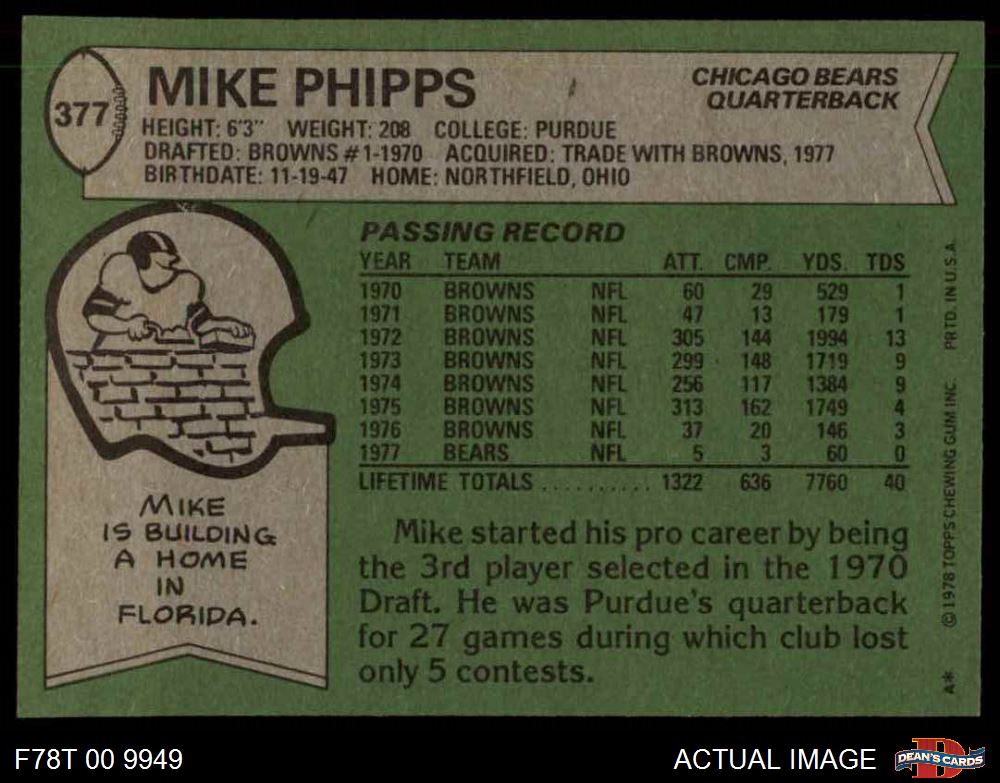 377
MIKE PHIPPS
CHICAGO BEARS
QUARTERBACK
HEIGHT: 6'3" WEIGHT: 208 COLLEGE: PURDUE
DRAFTED: BROWNS #1-1970 ACQUIRED: TRADE WITH BROWNS, 1977
BIRTHDATE: 11-19-47 HOME: NORTHFIELD, OHIO
PASSING RECORD
YEAR TEAM ATT. CMP. YDS. TDS
1970 BROWNS NFL 60 29 529 1
1971 BROWNS NFL 47 13 179 1
1972 BROWNS NFL 305 144 1994 13
1973 BROWNS NFL 299 148 1719 9
1974 BROWNS NFL 256 117 1384 9
1975 BROWNS NFL 313 162 1749 4
1976 BROWNS NFL 37 20 146 3
1977 BEARS NFL 5 3 60 0
LIFETIME TOTALS .......... 1322 636 7760 40
MIKE
IS BUILDING
A HOME
IN
FLORIDA.
Mike started his pro career by being
the 3rd player selected in the 1970
Draft. He was Purdue's quarterback
for 27 games during which club lost
only 5 contests.
A* ©1978 TOPPS CHEWING GUM INC. PRTD. IN U.S.A.
F78T 00 9949
ACTUAL IMAGE
D
DEAN'S CARDS